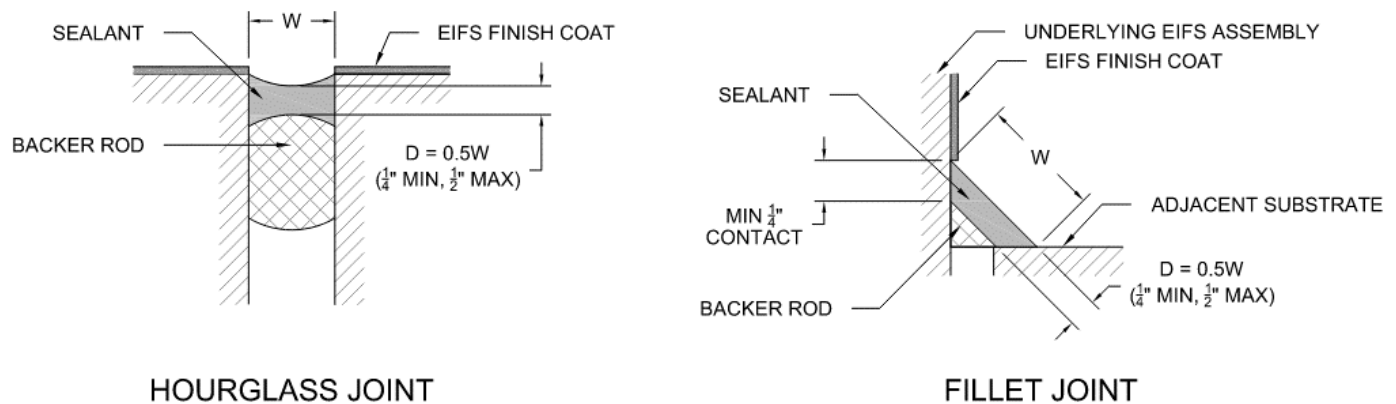 W
SEALANT
EIFS FINISH COAT
BACKER ROD
D = 0.5W
(1/4" MIN, 1/2" MAX)
HOURGLASS JOINT
UNDERLYING EIFS ASSEMBLY
EIFS FINISH COAT
SEALANT
W
MIN 1/4"
CONTACT
ADJACENT SUBSTRATE
BACKER ROD
D = 0.5W
(1/4" MIN, 1/2" MAX)
FILLET JOINT